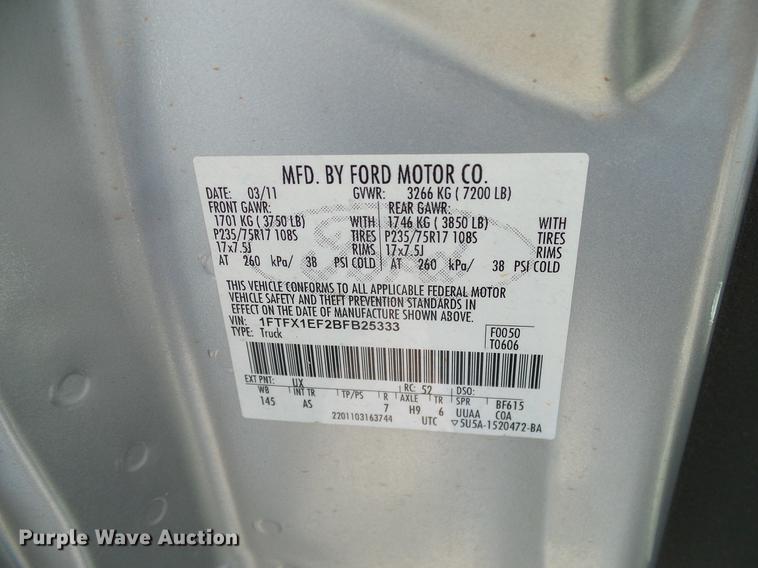 MFD. BY FORD MOTOR CO.
DATE: 03/11 GVWR: 3266 KG ( 7200 LB)
FRONT GAWR: REAR GAWR:
1701 KG ( 3750 LB) WITH 1746 KG ( 3850 LB) WITH
P235/75R17 108S TIRES P235/75R17 108S TIRES
17x7.5J RIMS 17x7.5J RIMS
AT 260 kPa/ 38 PSI COLD AT 260 kPa/ 38 PSI COLD
THIS VEHICLE CONFORMS TO ALL APPLICABLE FEDERAL MOTOR
VEHICLE SAFETY AND THEFT PREVENTION STANDARDS IN
EFFECT ON THE DATE OF MANUFACTURE SHOWN ABOVE.
VIN: 1FTFX1EF2BFB25333
TYPE: Truck
F0050
T0606
EXT PNT: UX RC: 52 DSO:
WB INT TR TP/PS R AXLE TR SPR BF615
145 AS 7 H9 6 UUAA COA
2201103163744 UTC ▽5U5A-1520472-BA
Ford
Purple Wave Auction
Purple Wave Auction